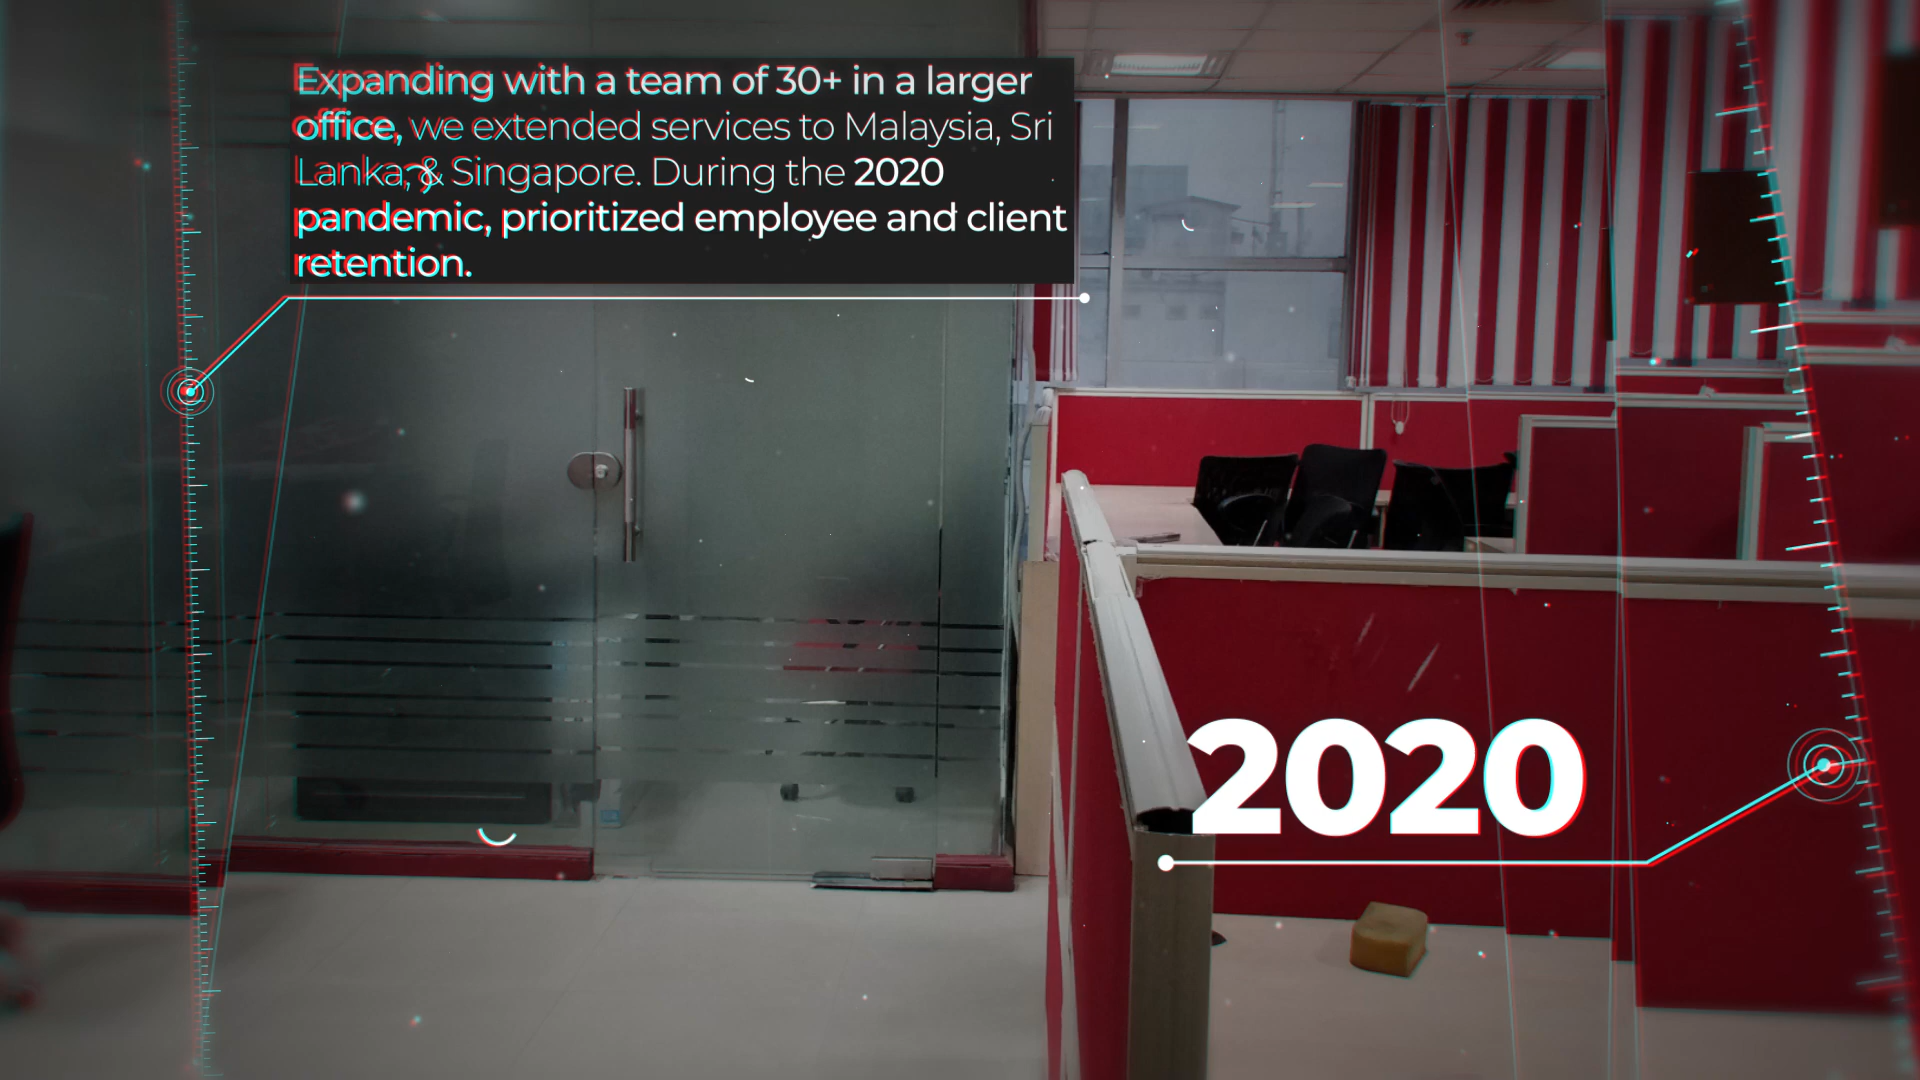 Expanding with a team of 30+ in a larger
office, we extended services to Malaysia, Sri
Lanka, & Singapore. During the 2020
pandemic, prioritized employee and client
retention.
2020